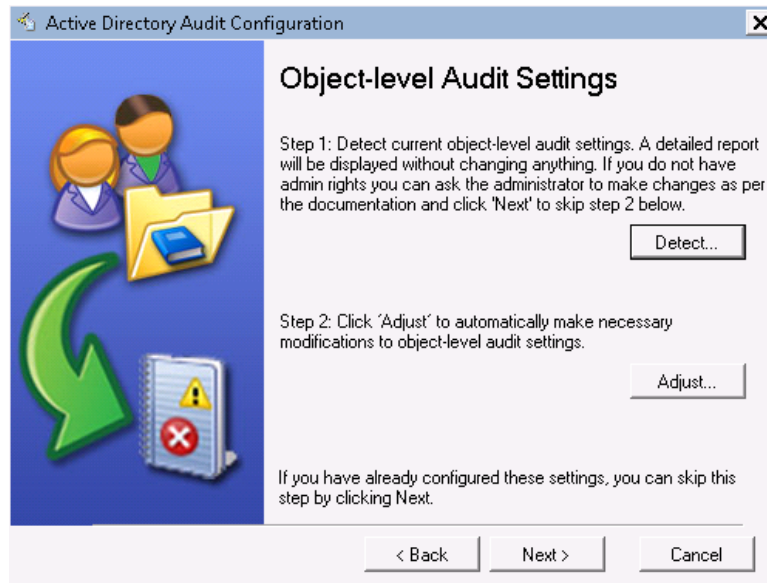 Active Directory Audit Configuration
Object-level Audit Settings
Step 1: Detect current object-level audit settings. A detailed report
will be displayed without changing anything. If you do not have
admin rights you can ask the administrator to make changes as per
the documentation and click 'Next' to skip step 2 below.
Detect...
Step 2: Click ´Adjust´ to automatically make necessary
modifications to object-level audit settings.
Adjust...
If you have already configured these settings, you can skip this
step by clicking Next.
< Back Next > Cancel